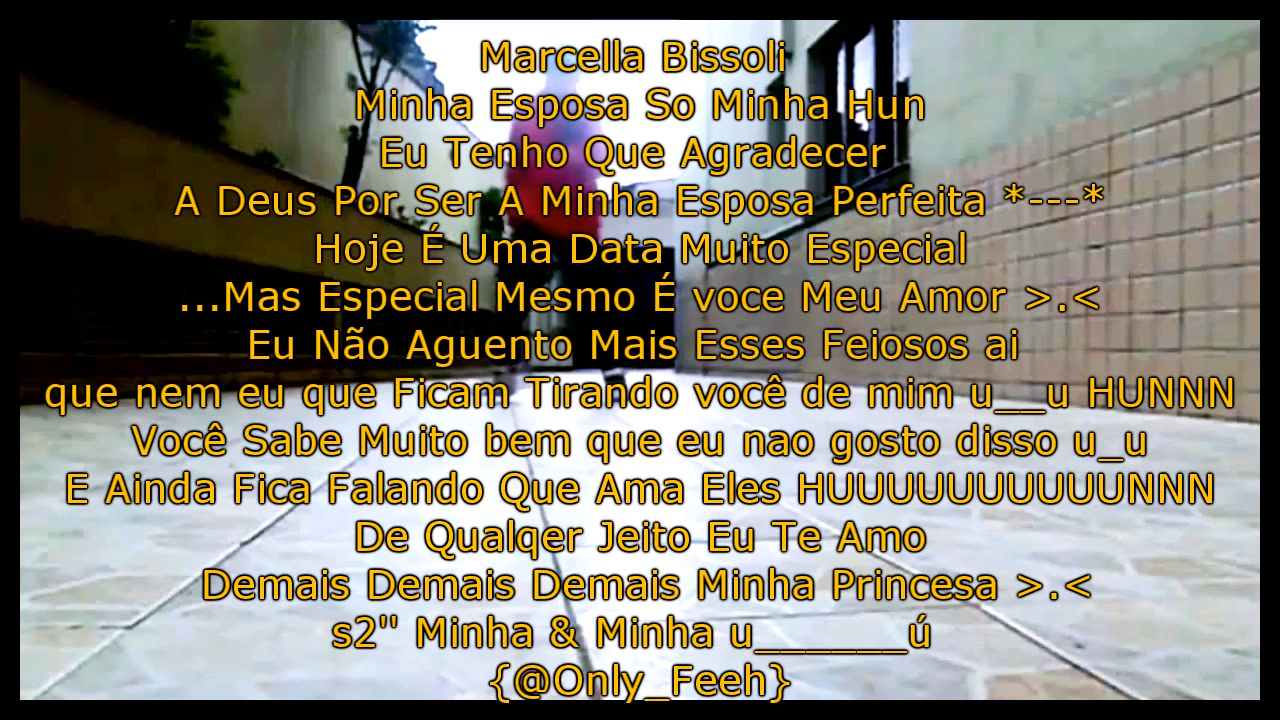 Marcella Bissoli
Minha Esposa So Minha Hun
Eu Tenho Que Agradecer
A Deus Por Ser A Minha Esposa Perfeita *---*
Hoje É Uma Data Muito Especial
...Mas Especial Mesmo É voce Meu Amor >.<
Eu Não Aguento Mais Esses Feiosos ai
que nem eu que Ficam Tirando você de mim u__u HUNNN
Você Sabe Muito bem que eu nao gosto disso u_u
E Ainda Fica Falando Que Ama Eles HUUUUUUUUUUNNN
De Qualqer Jeito Eu Te Amo
Demais Demais Demais Minha Princesa >.<
s2'' Minha & Minha u______ú
{@Only_Feeh}